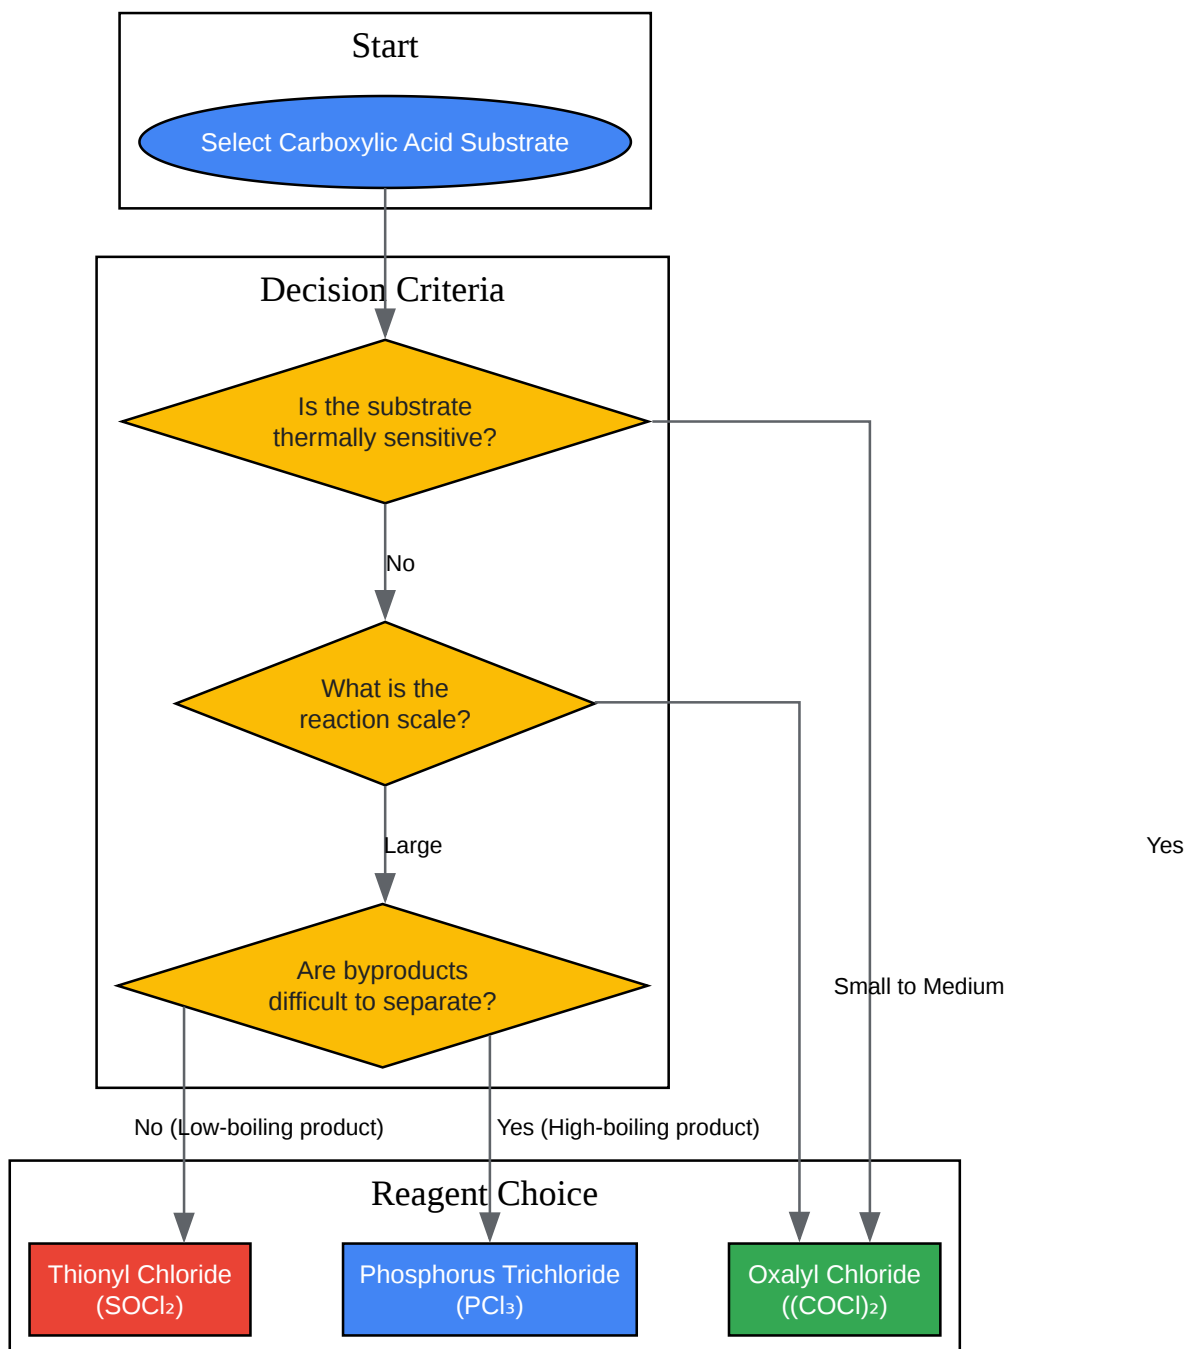 Start
Select Carboxylic Acid Substrate
Decision Criteria
Is the substrate
thermally sensitive?
No
What is the
reaction scale?
Large
Yes
Are byproducts
difficult to separate?
Small to Medium
No (Low-boiling product)
Yes (High-boiling product)
Reagent Choice
Thionyl Chloride
(SOCl₂)
Phosphorus Trichloride
(PCl₃)
Oxalyl Chloride
((COCl)₂)